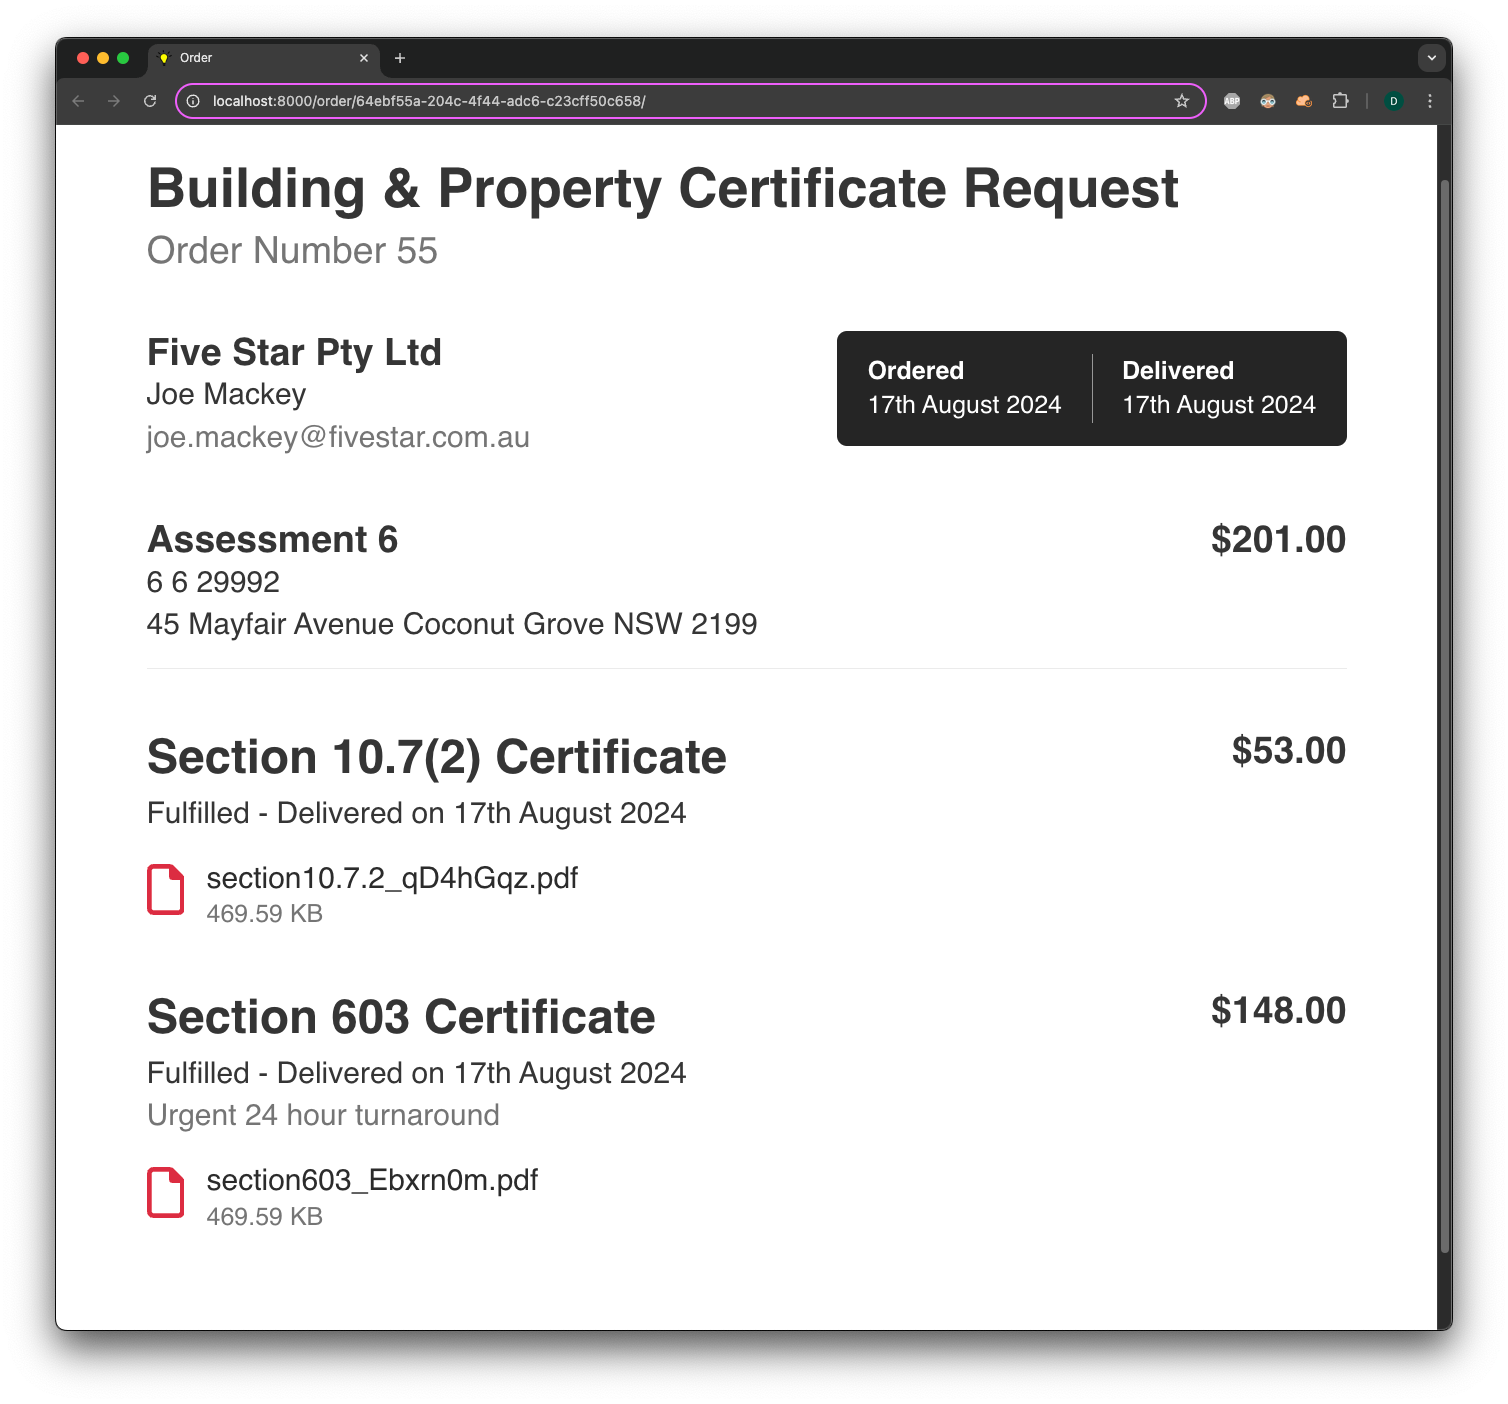 Order
localhost:8000/order/64ebf55a-204c-4f44-adc6-c23cff50c658/
ABP
D
Building & Property Certificate Request
Order Number 55
Five Star Pty Ltd
Joe Mackey
joe.mackey@fivestar.com.au
Ordered
17th August 2024
Delivered
17th August 2024
Assessment 6
$201.00
6 6 29992
45 Mayfair Avenue Coconut Grove NSW 2199
Section 10.7(2) Certificate
$53.00
Fulfilled - Delivered on 17th August 2024
section10.7.2_qD4hGqz.pdf
469.59 KB
Section 603 Certificate
$148.00
Fulfilled - Delivered on 17th August 2024
Urgent 24 hour turnaround
section603_Ebxrn0m.pdf
469.59 KB